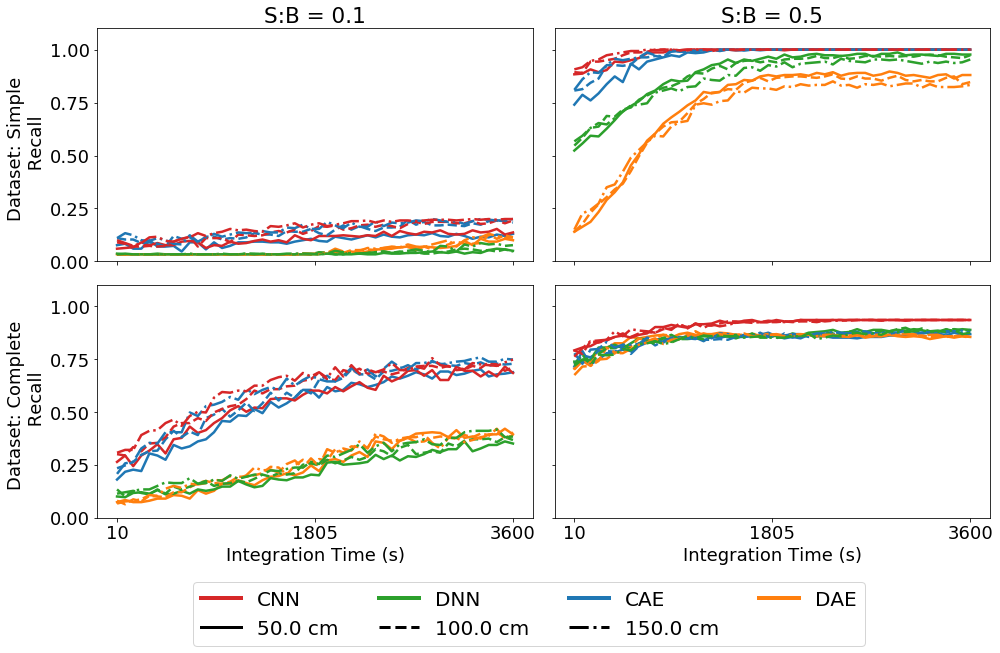 S:B = 0.1
S:B = 0.5
Dataset: Simple
Recall
1.00
0.75
0.50
0.25
0.00
Dataset: Complete
Recall
1.00
0.75
0.50
0.25
0.00
10 1805 3600
Integration Time (s)
10 1805 3600
Integration Time (s)
CNN DNN CAE DAE
50.0 cm 100.0 cm 150.0 cm